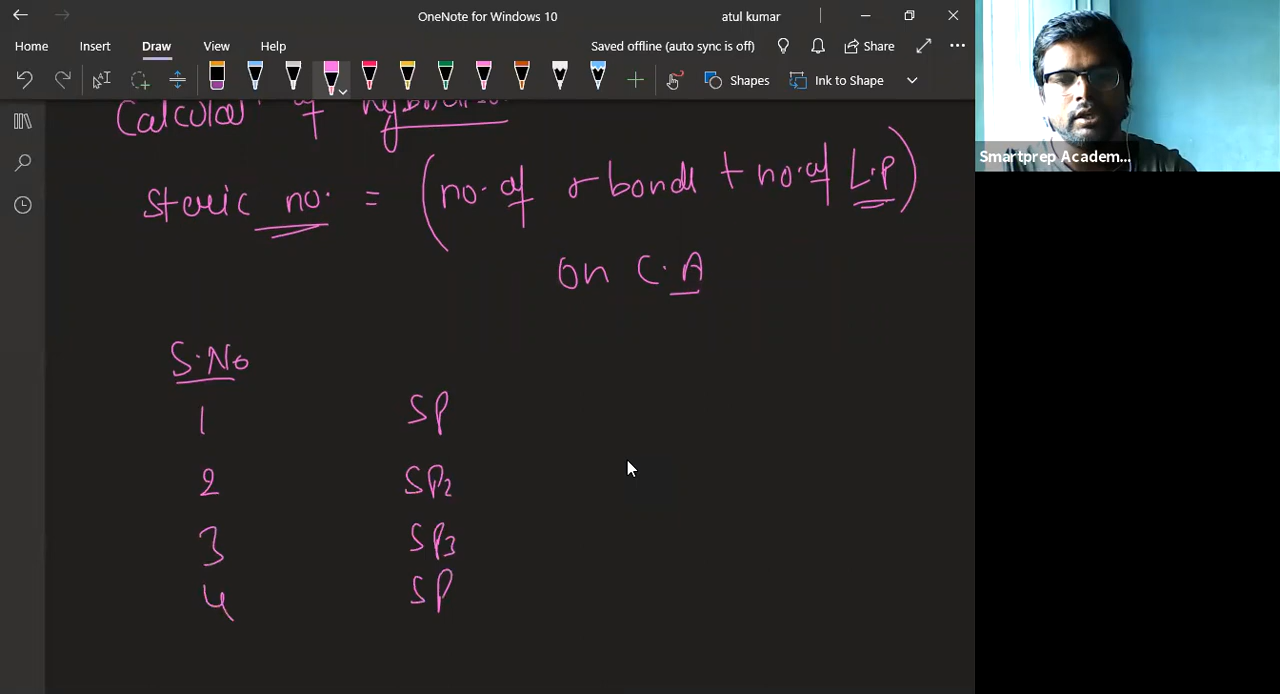 OneNote for Windows 10
atul kumar
Home Insert Draw View Help
Saved offline (auto sync is off)
Share
Shapes
Ink to Shape
Smartprep Academ...
of
Steric no. = (no. of σ bonds + no. of L.P)
on C.A
S.No
1 SP
2 SP2
3 SP3
4 SP